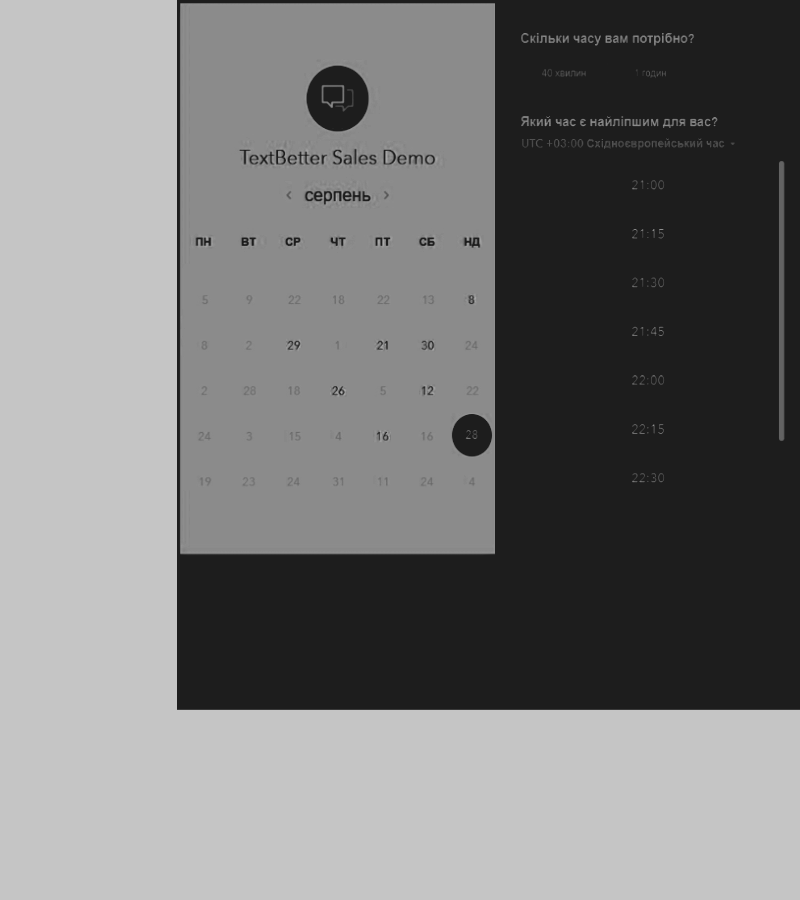 TextBetter Sales Demo
‹ серпень ›
ПН ВТ СР ЧТ ПТ СБ НД
5 9 22 18 22 13 8
8 2 29 1 21 30 24
2 28 18 26 5 12 22
24 3 15 4 16 16 28
19 23 24 31 11 24 4
Скільки часу вам потрібно?
40 хвилин 1 годин
Який час є найліпшим для вас?
UTC +03:00 Східноєвропейський час
21:00
21:15
21:30
21:45
22:00
22:15
22:30